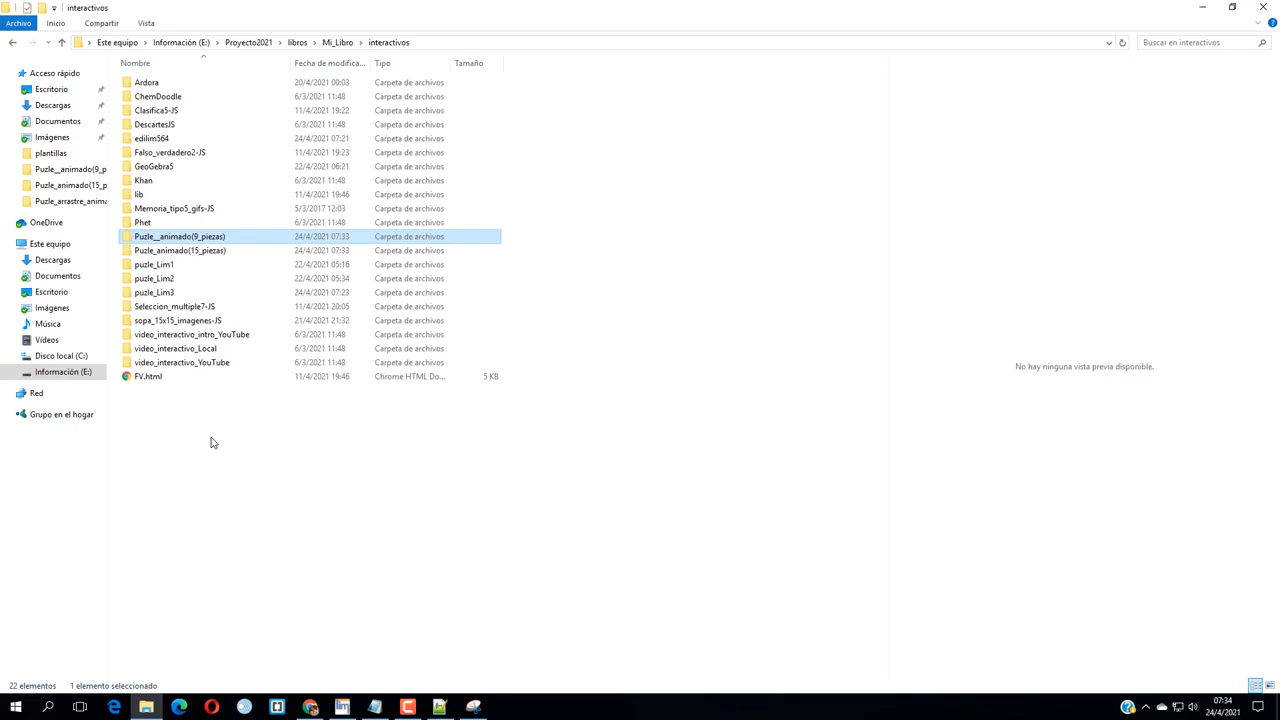 interactivos
Archivo Inicio Compartir Vista
Este equipo Información (E:) Proyecto2021 libros Mi_Libro interactivos
Buscar en interactivos
Nombre Fecha de modifica... Tipo Tamaño
Acceso rápido
Escritorio
Descargas
Documentos
Imágenes
plantillas
Puzle__animado(9_p
Puzle_animado(15_p
Puzle_arrastre_anima
OneDrive
Este equipo
Descargas
Documentos
Escritorio
Imágenes
Música
Vídeos
Disco local (C:)
Información (E:)
Red
Grupo en el hogar
Ardora 20/4/2021 00:03 Carpeta de archivos
ChemDoodle 6/3/2021 11:48 Carpeta de archivos
Clasifica5-JS 11/4/2021 19:22 Carpeta de archivos
DescartesJS 6/3/2021 11:48 Carpeta de archivos
edilim564 24/4/2021 07:21 Carpeta de archivos
Falso_verdadero2-JS 11/4/2021 19:23 Carpeta de archivos
GeoGebra5 22/4/2021 06:21 Carpeta de archivos
Khan 6/3/2021 11:48 Carpeta de archivos
lib 11/4/2021 19:46 Carpeta de archivos
Memoria_tipo5_gifs-JS 5/3/2017 12:03 Carpeta de archivos
Phet 6/3/2021 11:48 Carpeta de archivos
Puzle__animado(9_piezas) 24/4/2021 07:33 Carpeta de archivos
Puzle_animado(15_piezas) 24/4/2021 07:33 Carpeta de archivos
puzle_Lim1 22/4/2021 05:16 Carpeta de archivos
puzle_Lim2 22/4/2021 05:34 Carpeta de archivos
puzle_Lim3 24/4/2021 07:23 Carpeta de archivos
Seleccion_multiple7-JS 11/4/2021 20:05 Carpeta de archivos
sopa_15x15_imagenes-JS 21/4/2021 21:32 Carpeta de archivos
video_interactivo_intro_YouTube 6/3/2021 11:48 Carpeta de archivos
video_interactivo_Local 6/3/2021 11:48 Carpeta de archivos
video_interactivo_YouTube 6/3/2021 11:48 Carpeta de archivos
FV.html 11/4/2021 19:46 Chrome HTML Do... 5 KB
No hay ninguna vista previa disponible.
22 elementos 1 elemento seleccionado
lim
07:34
24/4/2021